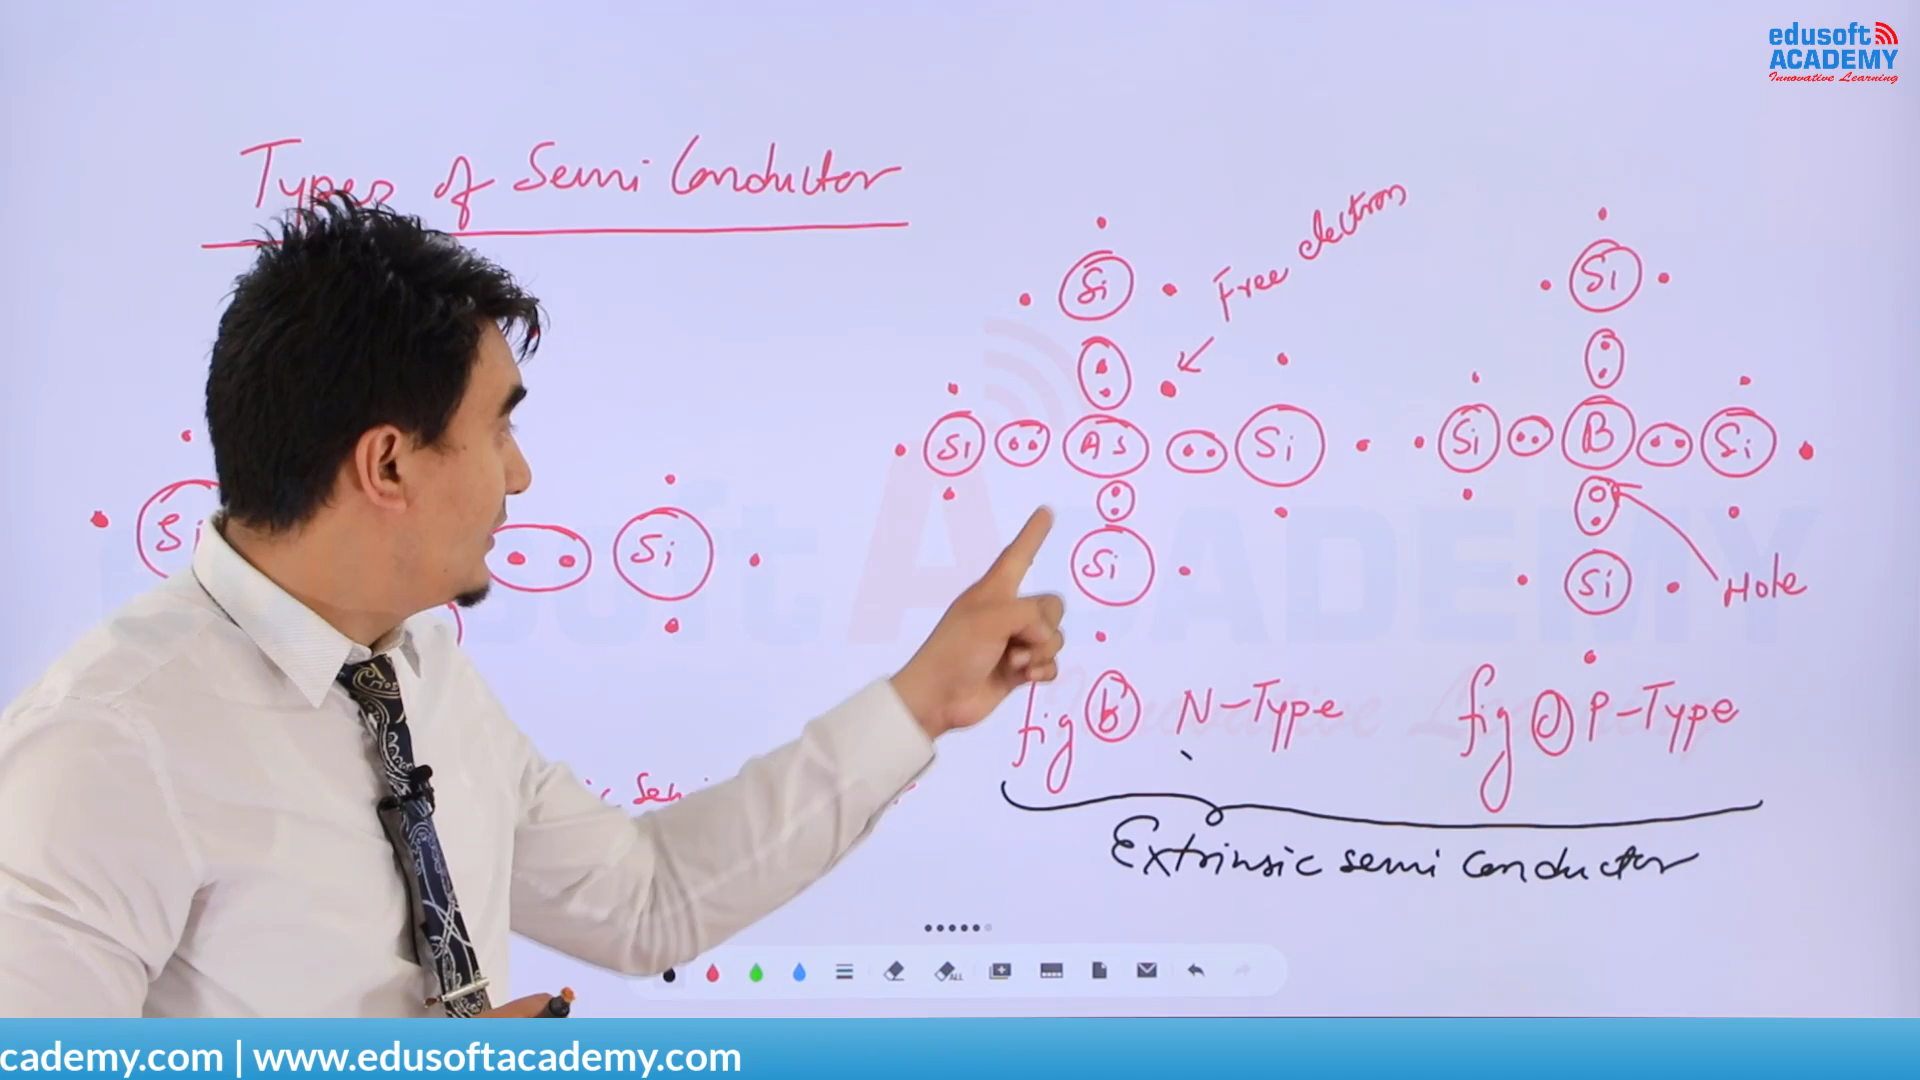 edusoft
ACADEMY
Innovative Learning
Types of Semi Conductor
Free electron
Si
Si
Si
As
Si
Si
Si
B
Si
Si
Si
Si
Hole
fig b N-Type
fig c P-Type
Extrinsic semi conductor
ALL
cademy.com | www.edusoftacademy.com